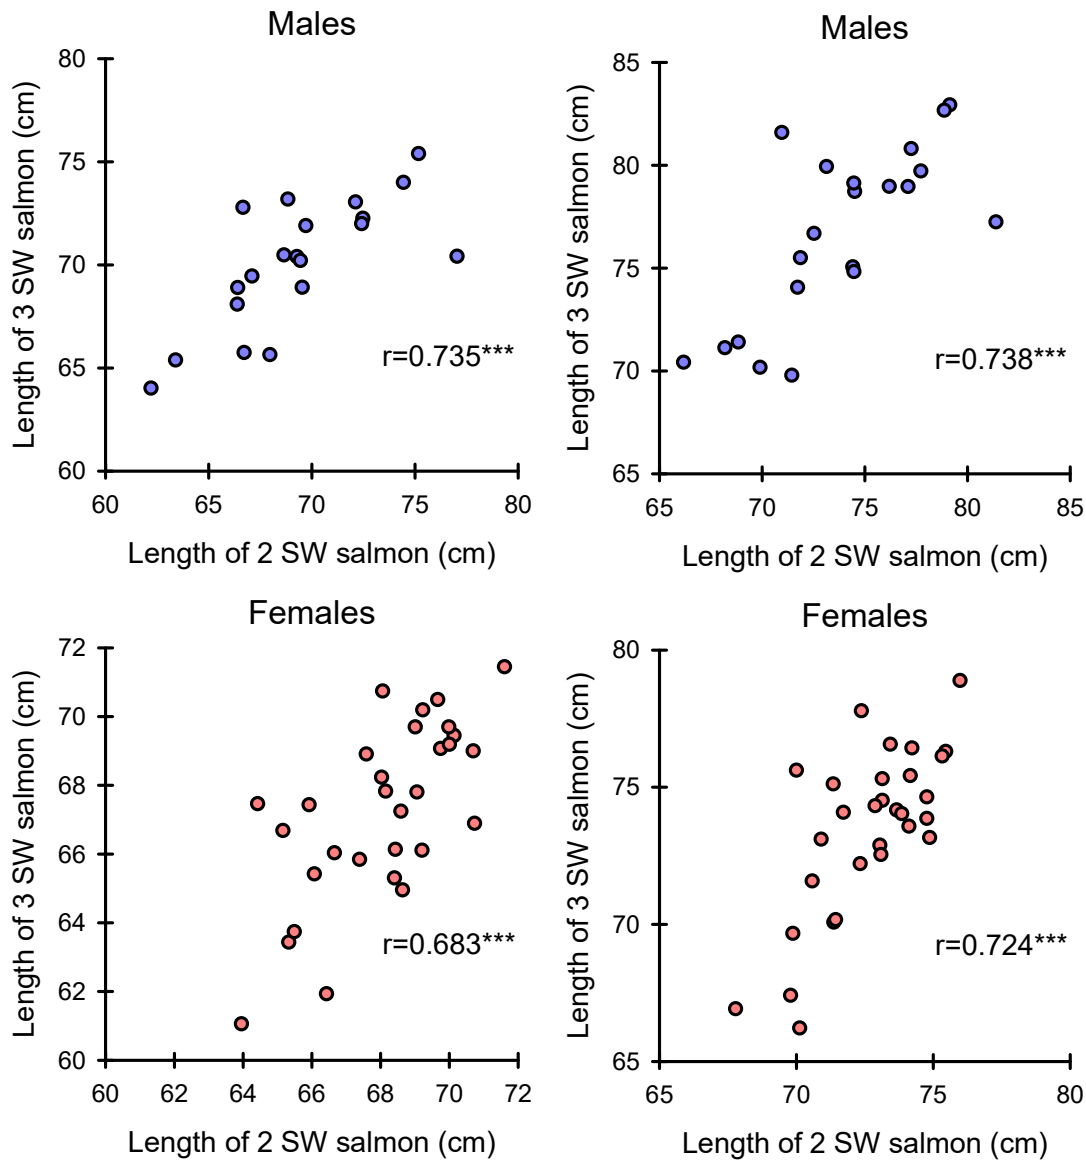 Males
80
75
70
65
60
Length of 3 SW salmon (cm)
r=0.735***
60 65 70 75 80
Length of 2 SW salmon (cm)
Males
85
80
75
70
65
Length of 3 SW salmon (cm)
r=0.738***
65 70 75 80 85
Length of 2 SW salmon (cm)
Females
72
70
68
66
64
62
60
Length of 3 SW salmon (cm)
r=0.683***
60 62 64 66 68 70 72
Length of 2 SW salmon (cm)
Females
80
75
70
65
Length of 3 SW salmon (cm)
r=0.724***
65 70 75 80
Length of 2 SW salmon (cm)